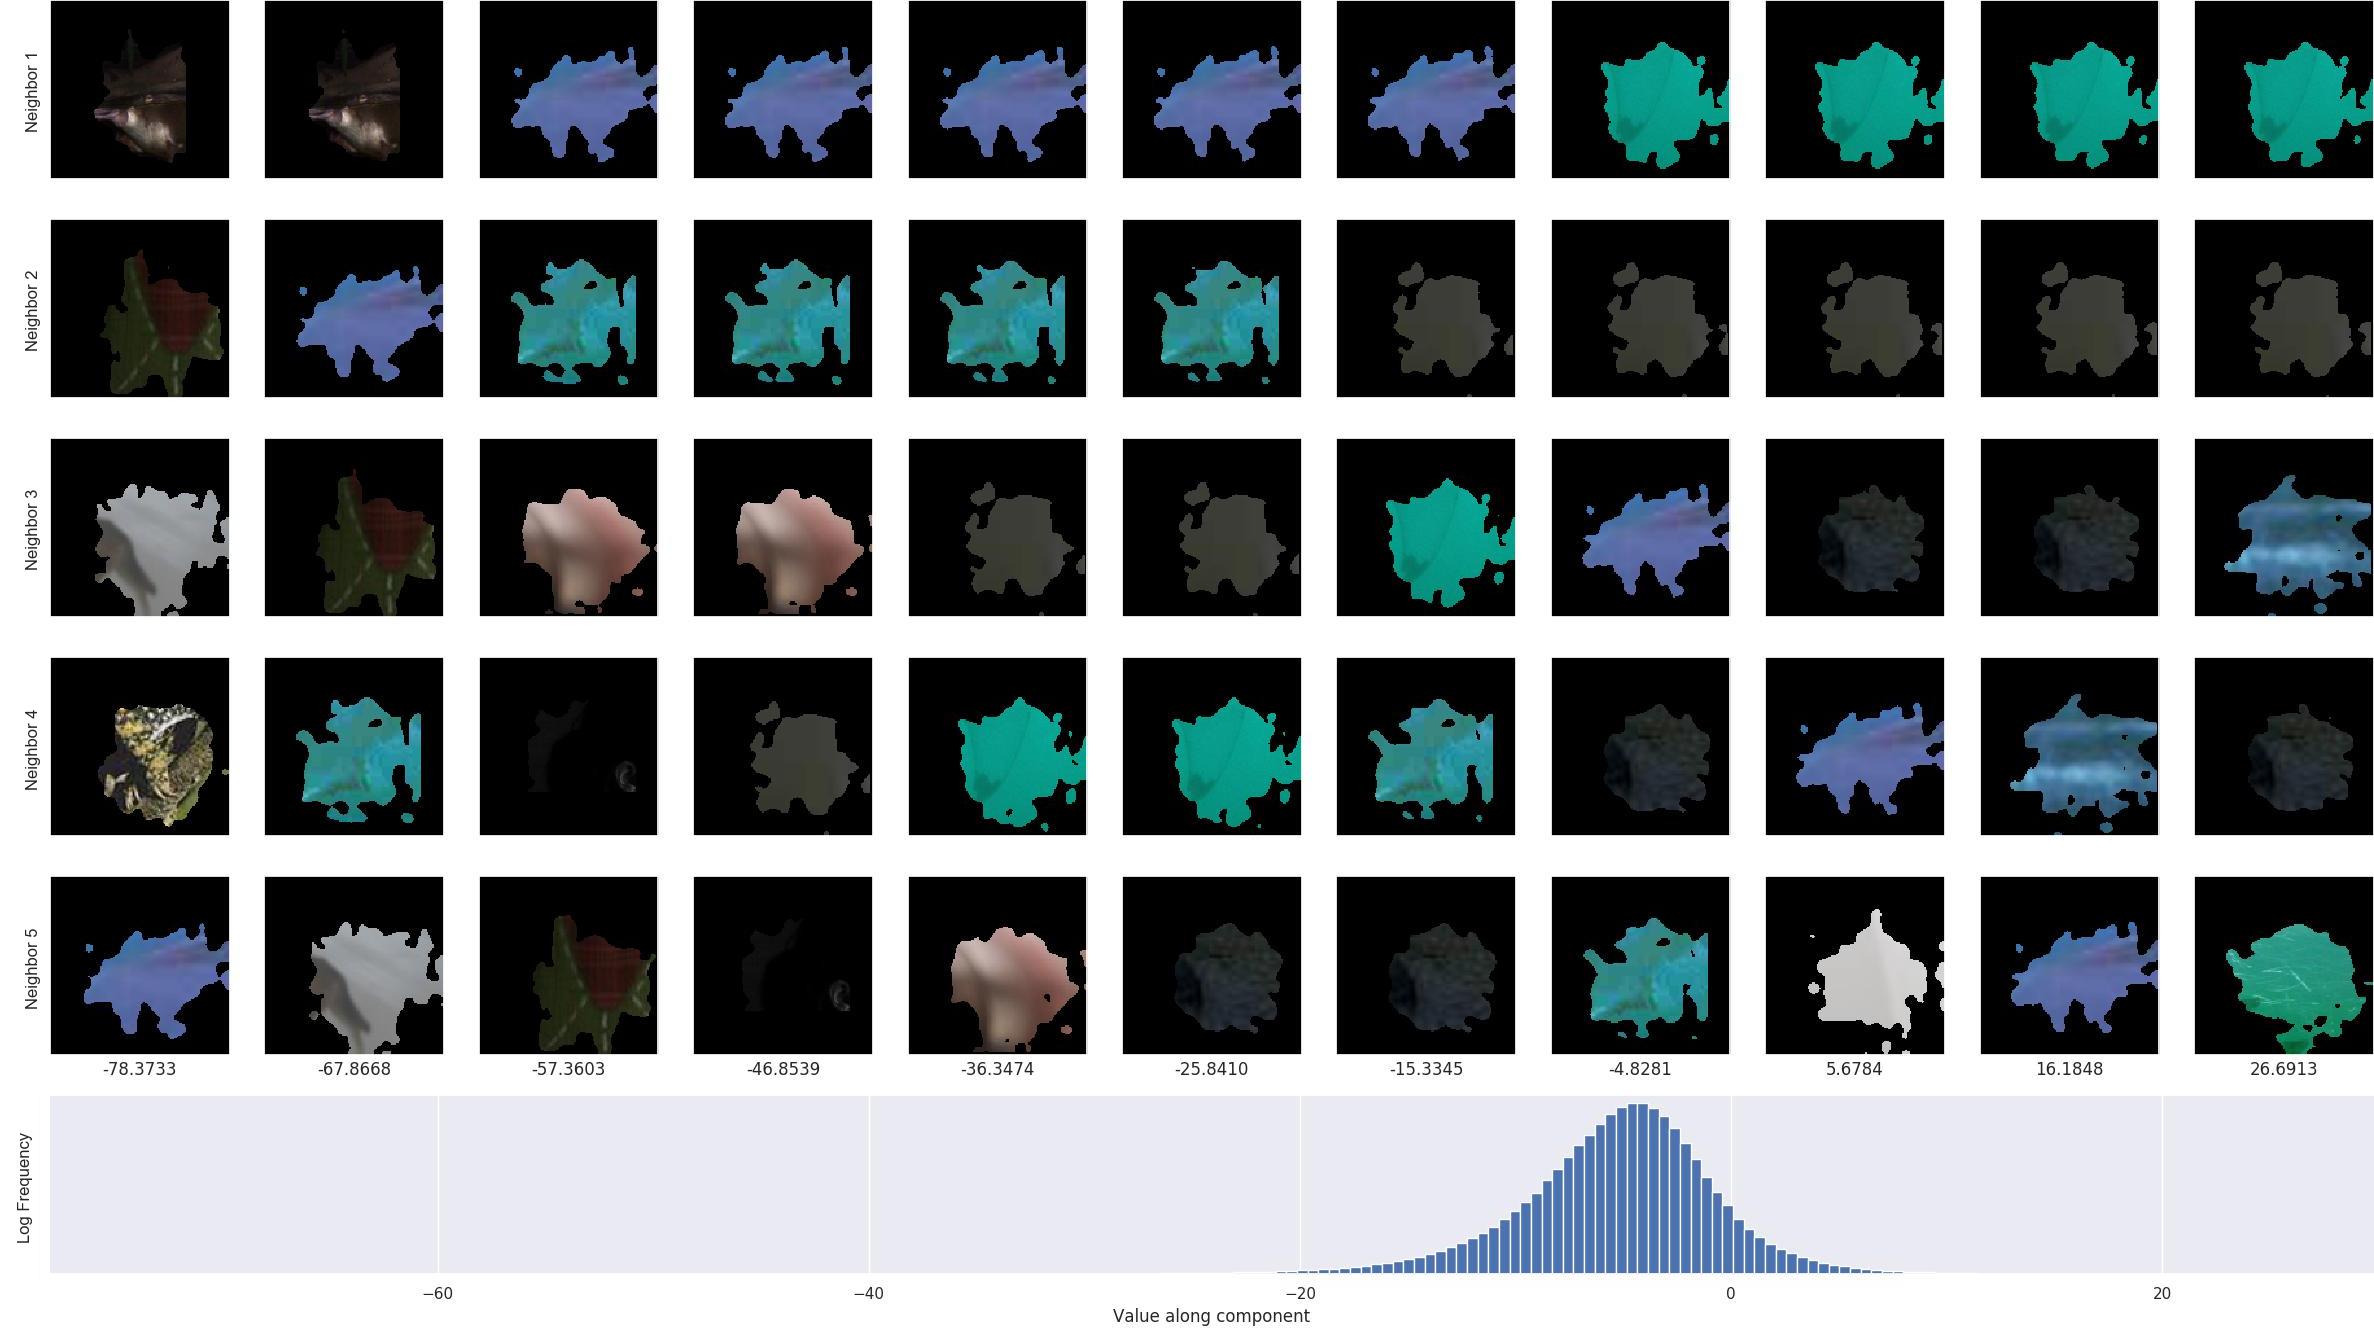 Neighbor 1
Neighbor 2
Neighbor 3
Neighbor 4
Neighbor 5
-78.3733 -67.8668 -57.3603 -46.8539 -36.3474 -25.8410 -15.3345 -4.8281 5.6784 16.1848 26.6913
Log Frequency
−60 −40 −20 0 20
Value along component